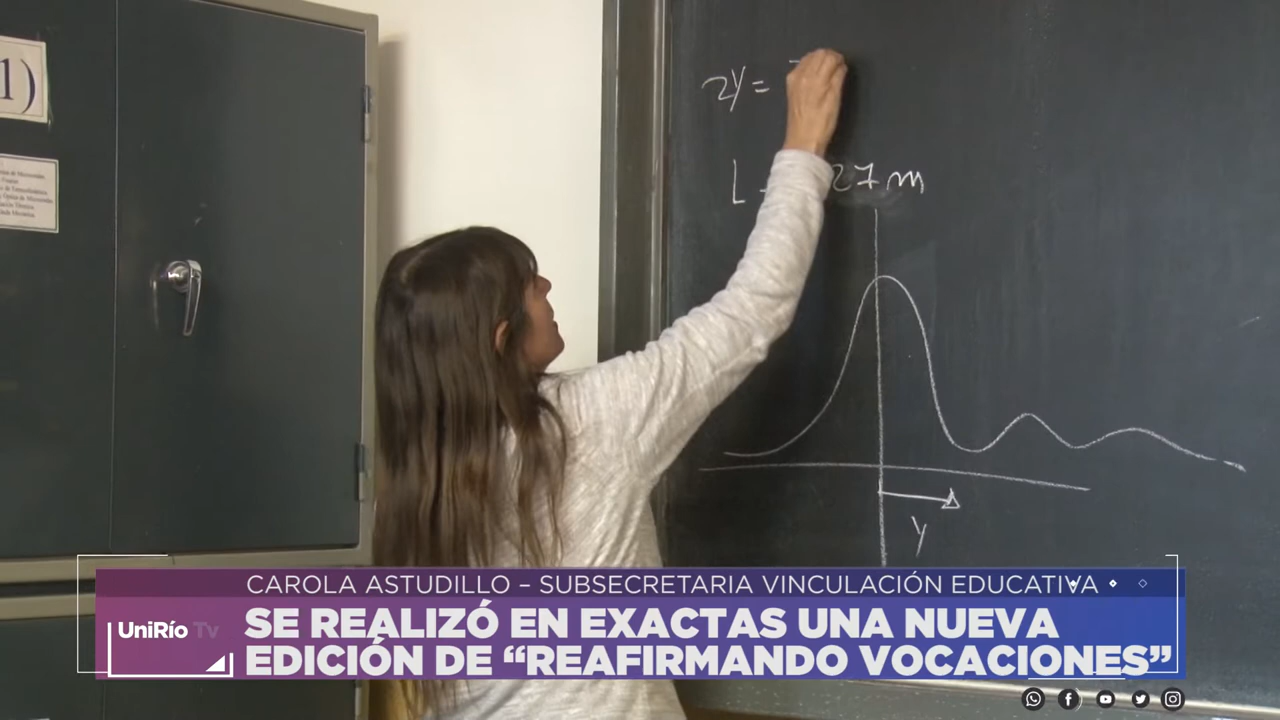 1)
2y =
L
27 m
y
CAROLA ASTUDILLO – SUBSECRETARIA VINCULACIÓN EDUCATIVA
UniRío Tv
SE REALIZÓ EN EXACTAS UNA NUEVA
EDICIÓN DE “REAFIRMANDO VOCACIONES”